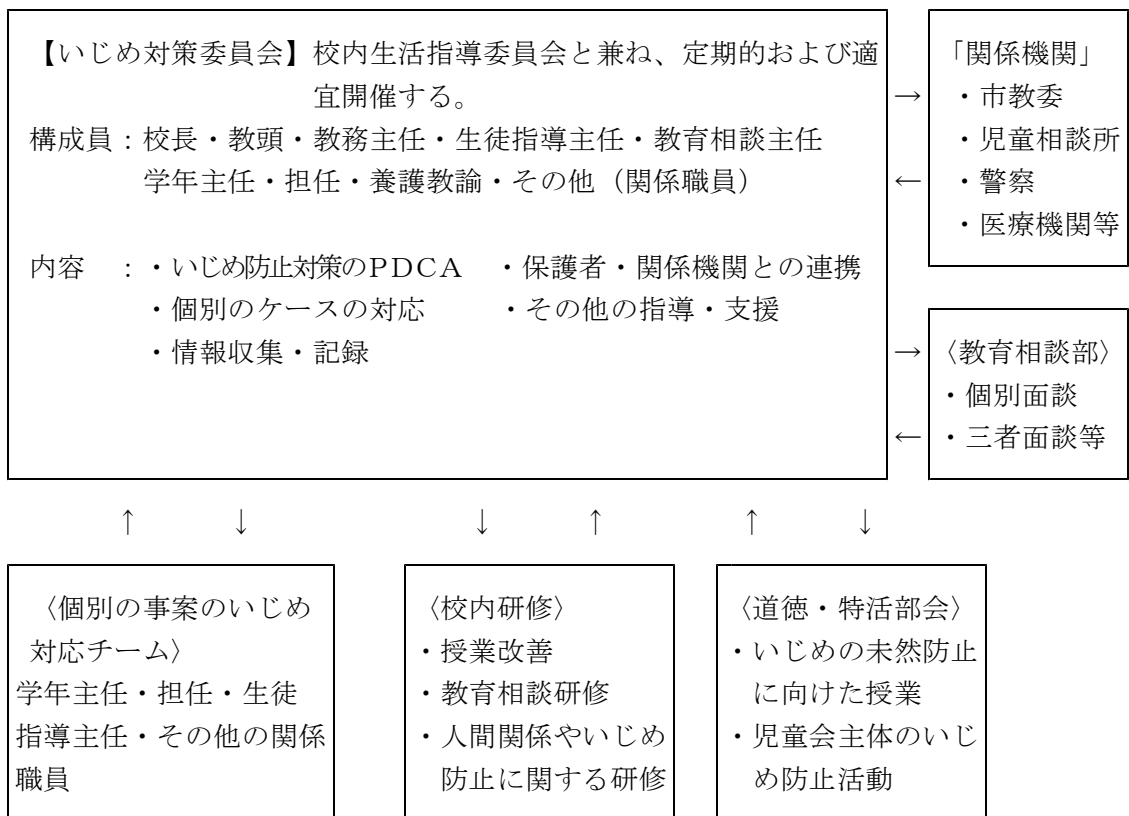 【いじめ対策委員会】校内生活指導委員会と兼ね、定期的および適
宜開催する。
構成員:校長・教頭・教務主任・生徒指導主任・教育相談主任
学年主任・担任・養護教諭・その他（関係職員）
内容　:・いじめ防止対策のＰＤＣＡ　・保護者・関係機関との連携
・個別のケースの対応　　・その他の指導・支援
・情報収集・記録
→
←
「関係機関」
・市教委
・児童相談所
・警察
・医療機関等
→
←
〈教育相談部〉
・個別面談
・三者面談等
↑　↓　↓　↑　↑　↓
〈個別の事案のいじめ
対応チーム〉
学年主任・担任・生徒
指導主任・その他の関係
職員
〈校内研修〉
・授業改善
・教育相談研修
・人間関係やいじめ
防止に関する研修
〈道徳・特活部会〉
・いじめの未然防止
に向けた授業
・児童会主体のいじ
め防止活動